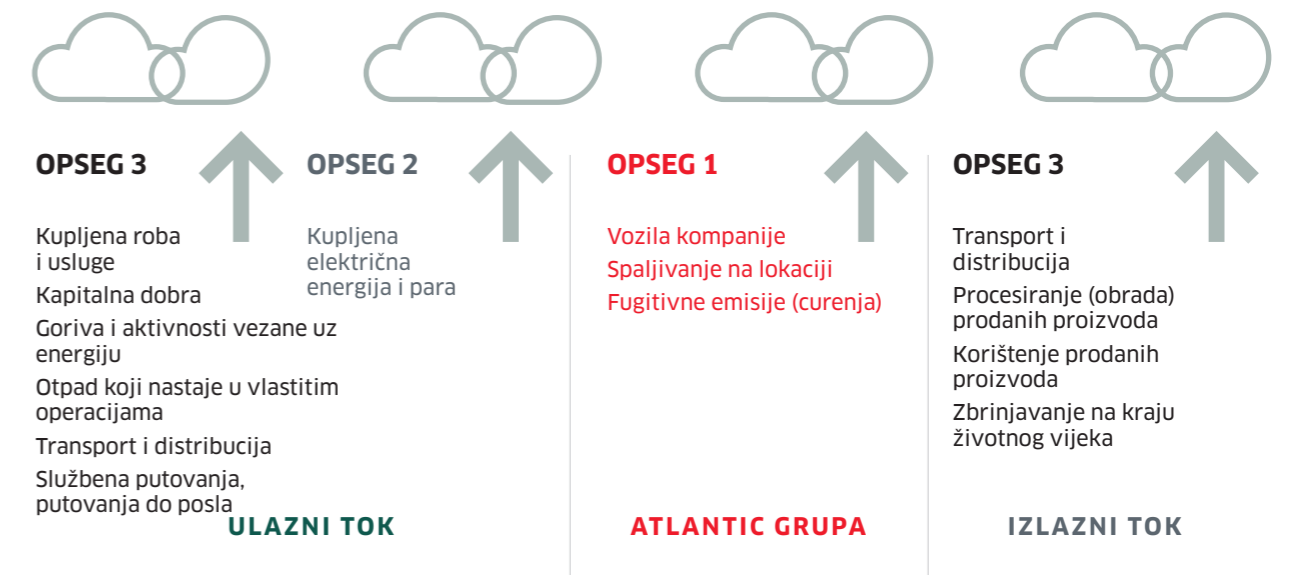 OPSEG 3
Kupljena roba
i usluge
Kapitalna dobra
Goriva i aktivnosti vezane uz
energiju
Otpad koji nastaje u vlastitim
operacijama
Transport i distribucija
Službena putovanja,
putovanja do posla
OPSEG 2
Kupljena
električna
energija i para
ULAZNI TOK
OPSEG 1
Vozila kompanije
Spaljivanje na lokaciji
Fugitivne emisije (curenja)
ATLANTIC GRUPA
OPSEG 3
Transport i
distribucija
Procesiranje (obrada)
prodanih proizvoda
Korištenje prodanih
proizvoda
Zbrinjavanje na kraju
životnog vijeka
IZLAZNI TOK